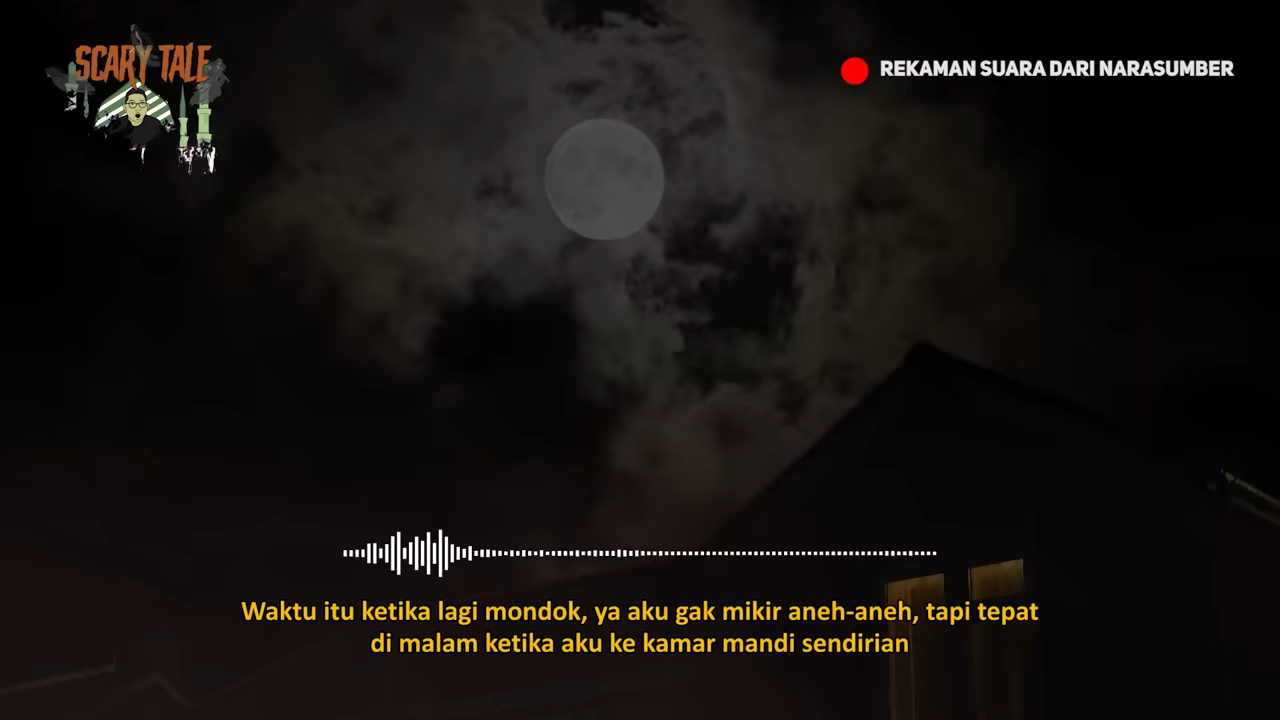 SCARY TALE
REKAMAN SUARA DARI NARASUMBER
Waktu itu ketika lagi mondok, ya aku gak mikir aneh-aneh, tapi tepat
di malam ketika aku ke kamar mandi sendirian